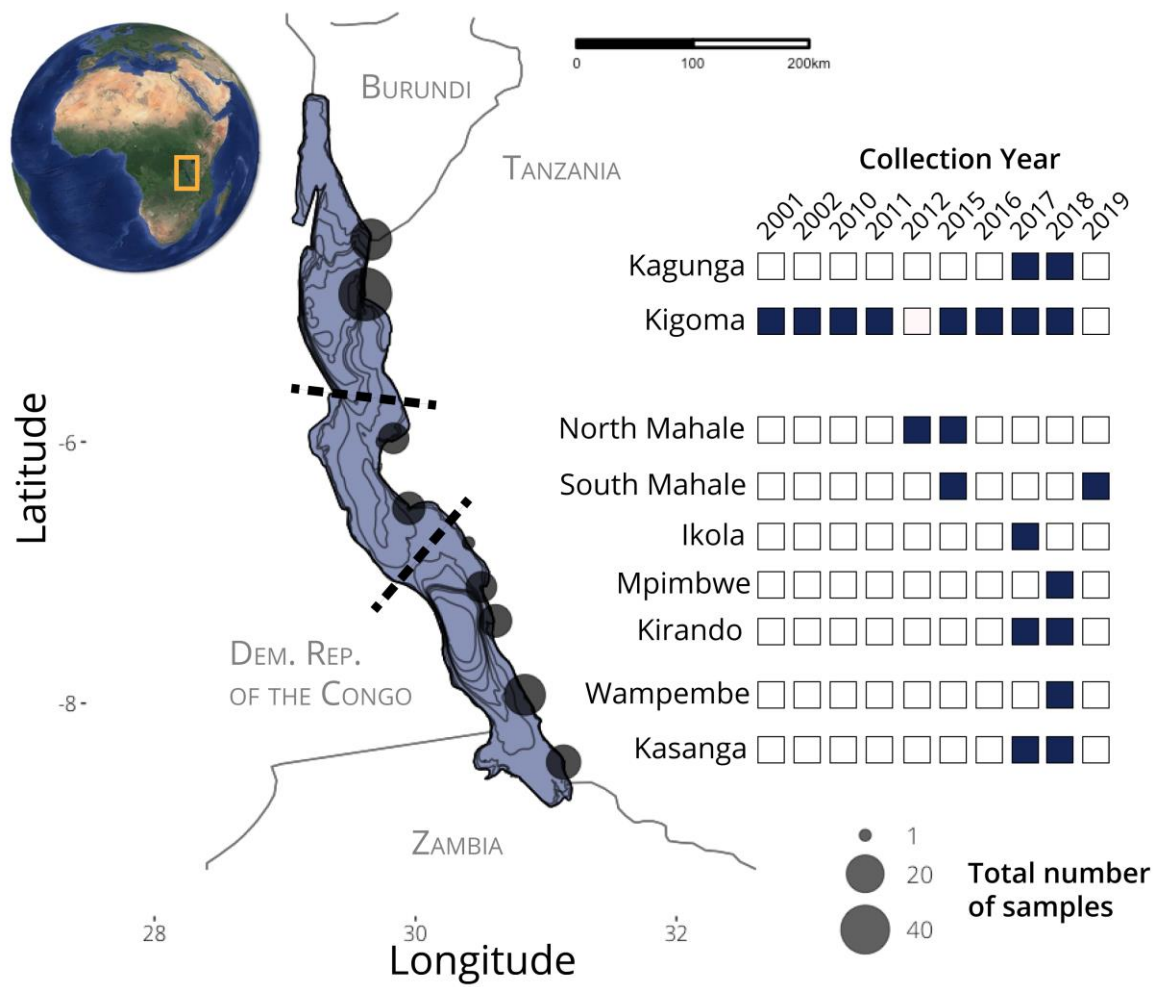 0 100 200km
BURUNDI
TANZANIA
Collection Year
2001 2002 2010 2011 2012 2015 2016 2017 2018 2019
Kagunga
Kigoma
North Mahale
South Mahale
Ikola
Mpimbwe
Kirando
Wampembe
Kasanga
Latitude
-6
-8
DEM. REP.
OF THE CONGO
ZAMBIA
1
20
40
Total number
of samples
28 30 32
Longitude